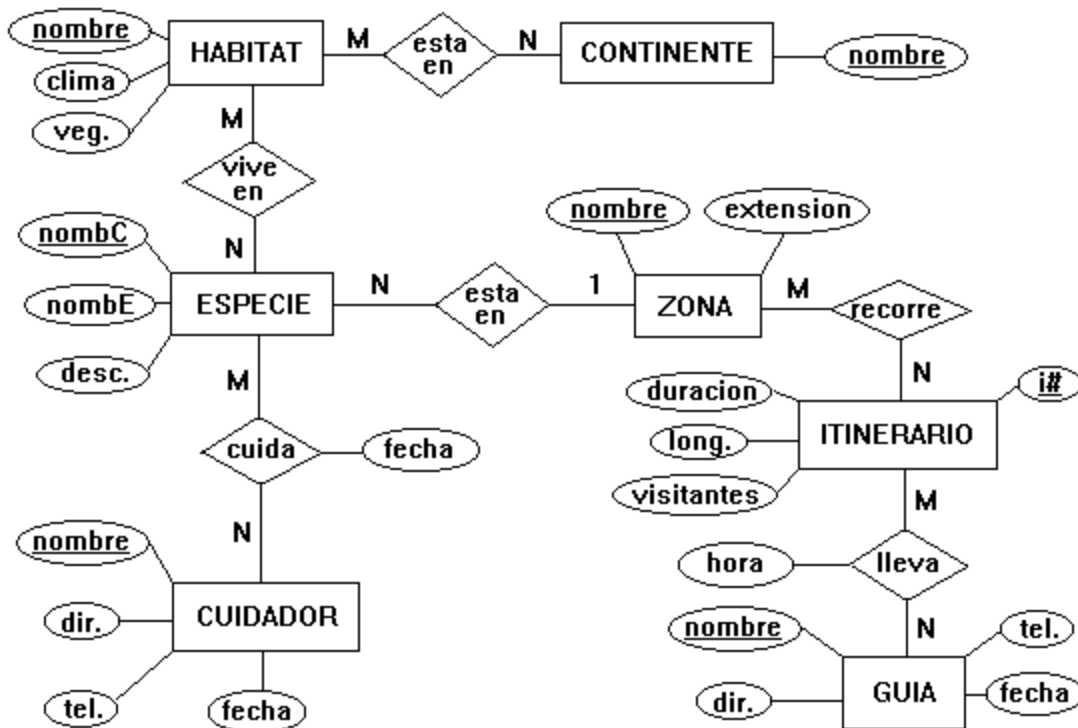 nombre
HABITAT
M
esta
en
N
CONTINENTE
nombre
clima
veg.
M
vive
en
N
nombC
nombE
desc.
ESPECIE
N
esta
en
1
nombre
extension
ZONA
M
recorre
N
i#
duracion
long.
visitantes
ITINERARIO
M
cuida
fecha
N
M
hora
lleva
N
nombre
dir.
tel.
CUIDADOR
fecha
nombre
dir.
GUIA
tel.
fecha